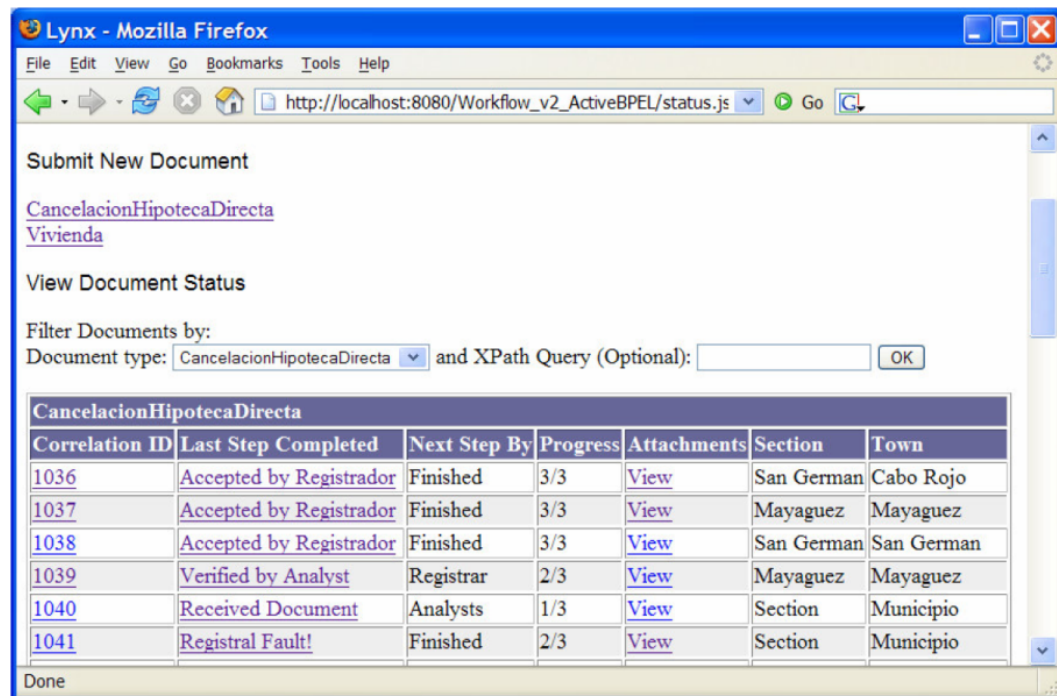 Lynx - Mozilla Firefox
File Edit View Go Bookmarks Tools Help
http://localhost:8080/Workflow_v2_ActiveBPEL/status.js Go G
Submit New Document
CancelacionHipotecaDirecta
Vivienda
View Document Status
Filter Documents by:
Document type: CancelacionHipotecaDirecta and XPath Query (Optional): OK
CancelacionHipotecaDirecta
Correlation ID Last Step Completed Next Step By Progress Attachments Section Town
1036 Accepted by Registrador Finished 3/3 View San German Cabo Rojo
1037 Accepted by Registrador Finished 3/3 View Mayaguez Mayaguez
1038 Accepted by Registrador Finished 3/3 View San German San German
1039 Verified by Analyst Registrar 2/3 View Mayaguez Mayaguez
1040 Received Document Analysts 1/3 View Section Municipio
1041 Registral Fault! Finished 2/3 View Section Municipio
Done